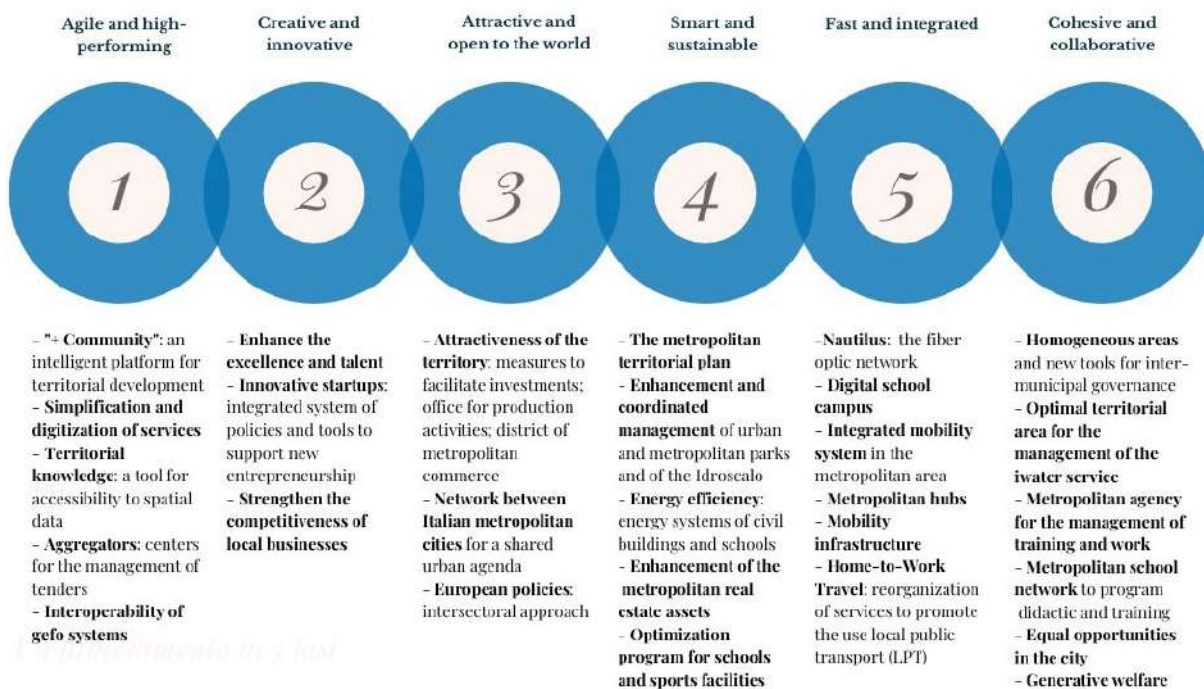 Agile and high-
performing
Creative and
innovative
Attractive and
open to the world
Smart and
sustainable
Fast and integrated
Cohesive and
collaborative
1
2
3
4
5
6
- "+ Community": an
intelligent platform for
territorial development
- Simplification and
digitization of services
- Territorial
knowledge: a tool for
accessibility to spatial
data
- Aggregators: centers
for the management of
tenders
- Interoperability of
gefo systems
- Enhance the
excellence and talent
- Innovative startups:
integrated system of
policies and tools to
support new
entrepreneurship
- Strengthen the
competitiveness of
local businesses
- Attractiveness of the
territory: measures to
facilitate investments;
office for production
activities; district of
metropolitan
commerce
- Network between
Italian metropolitan
cities for a shared
urban agenda
- European policies:
intersectoral approach
- The metropolitan
territorial plan
- Enhancement and
coordinated
management of urban
and metropolitan parks
and of the Idroscalo
- Energy efficiency:
energy systems of civil
buildings and schools
- Enhancement of the
metropolitan real
estate assets
- Optimization
program for schools
and sports facilities
-Nautilus: the fiber
optic network
- Digital school
campus
- Integrated mobility
system in the
metropolitan area
- Metropolitan hubs
- Mobility
infrastructure
- Home-to-Work
Travel: reorganization
of services to promote
the use local public
transport (LPT)
- Homogeneous areas
and new tools for inter-
municipal governance
- Optimal territorial
area for the
management of the
iwater service
- Metropolitan agency
for the management of
training and work
- Metropolitan school
network to program
didactic and training
- Equal opportunities
in the city
- Generative welfare
in 3 fasi